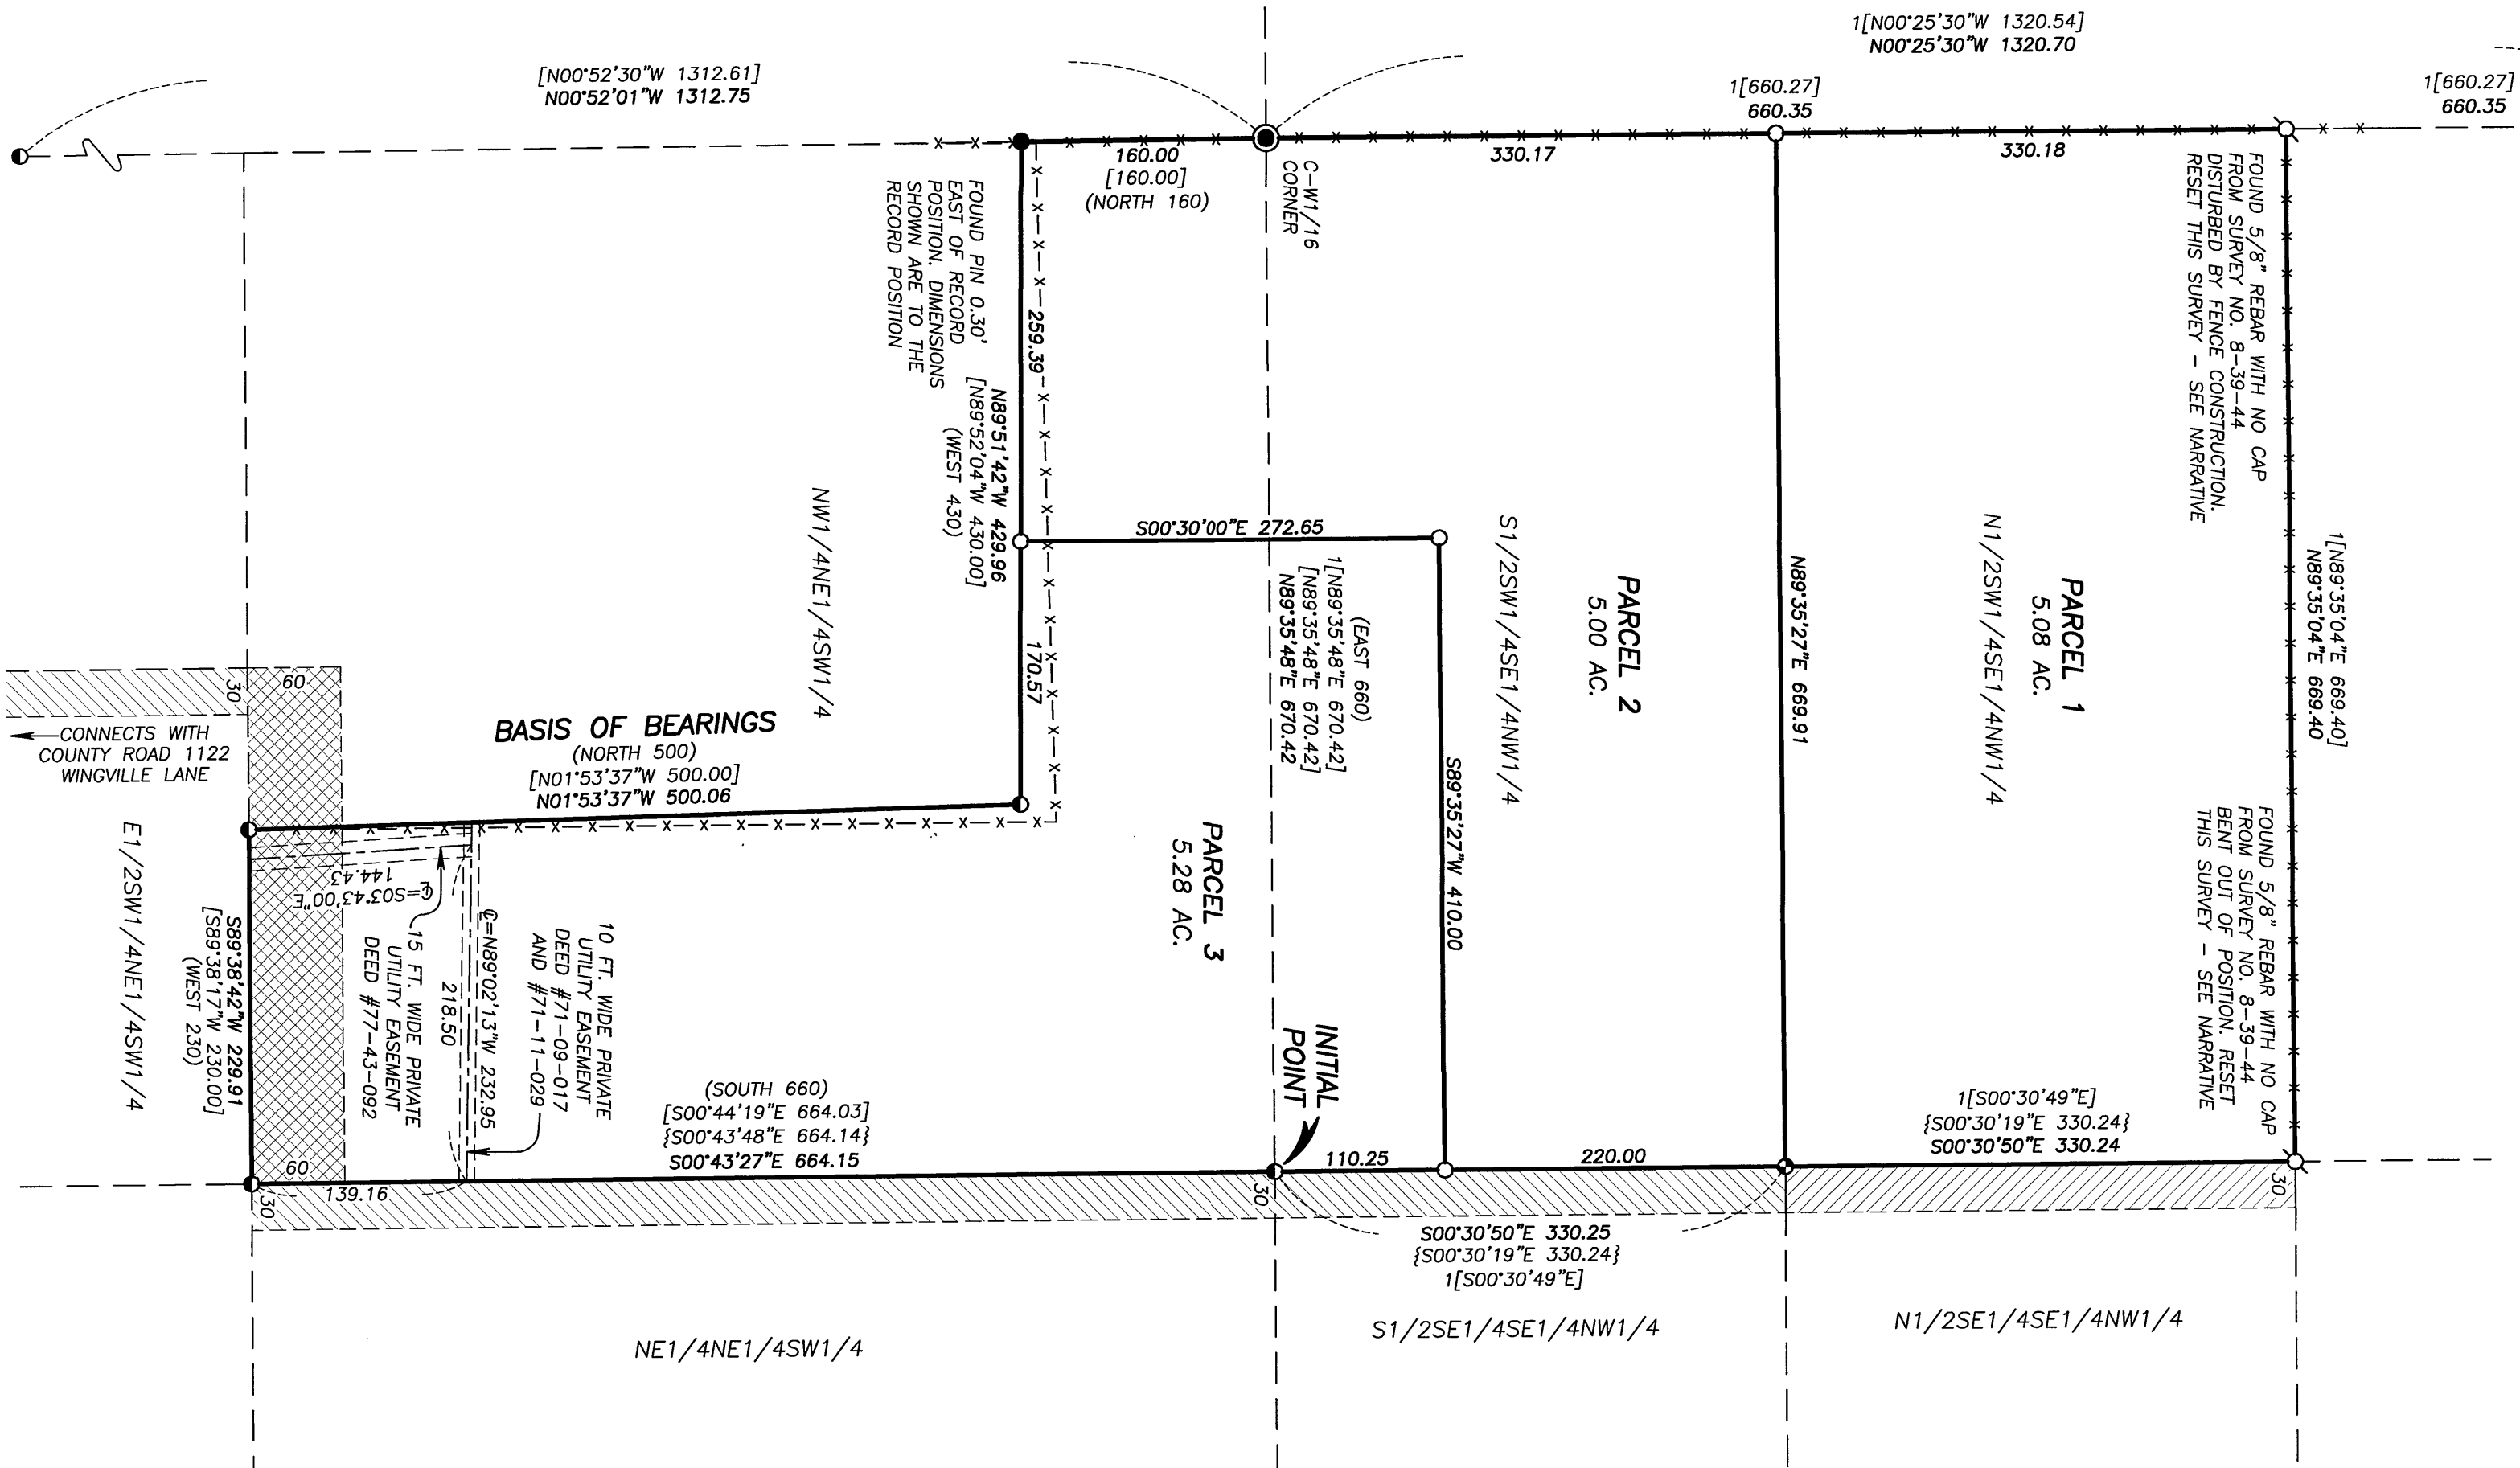 1[N00°25'30"W 1320.54]
N00°25'30"W 1320.70
[N00°52'30"W 1312.61]
N00°52'01"W 1312.75
1[660.27]
660.35
1[660.27]
660.35
160.00
[160.00]
(NORTH 160)
330.17
330.18
C-W1/16
CORNER
FOUND PIN 0.30'
EAST OF RECORD
POSITION. DIMENSIONS
SHOWN ARE TO THE
RECORD POSITION
FOUND 5/8" REBAR WITH NO CAP
FROM SURVEY NO. 8-39-44
DISTURBED BY FENCE CONSTRUCTION.
RESET THIS SURVEY - SEE NARRATIVE
259.39
N89°51'42"W 429.96
[N89°52'04"W 430.00]
(WEST 430)
170.57
NW1/4NE1/4SW1/4
S00°30'00"E 272.65
(EAST 660)
1[N89°35'48"E 670.42]
[N89°35'48"E 670.42]
N89°35'48"E 670.42
S1/2SW1/4SE1/4NW1/4
PARCEL 2
5.00 AC.
N89°35'27"E 669.91
N1/2SW1/4SE1/4NW1/4
PARCEL 1
5.08 AC.
1[N89°35'04"E 669.40]
N89°35'04"E 669.40
S89°35'27"W 410.00
FOUND 5/8" REBAR WITH NO CAP
FROM SURVEY NO. 8-39-44
BENT OUT OF POSITION. RESET
THIS SURVEY - SEE NARRATIVE
60
30
CONNECTS WITH
COUNTY ROAD 1122
WINGVILLE LANE
BASIS OF BEARINGS
(NORTH 500)
[N01°53'37"W 500.00]
N01°53'37"W 500.06
PARCEL 3
5.28 AC.
E1/2SW1/4NE1/4SW1/4
S89°38'42"W 229.91
[S89°38'17"W 230.00]
(WEST 230)
℄=S03°43'00"E
144.43
15 FT. WIDE PRIVATE
UTILITY EASEMENT
DEED #77-43-092
218.50
℄=N89°02'13"W 232.95
10 FT. WIDE PRIVATE
UTILITY EASEMENT
DEED #71-09-017
AND #71-11-029
(SOUTH 660)
[S00°44'19"E 664.03]
{S00°43'48"E 664.14}
S00°43'27"E 664.15
INITIAL
POINT
110.25
220.00
1[S00°30'49"E]
{S00°30'19"E 330.24}
S00°30'50"E 330.24
60
139.16
30
30
30
S00°30'50"E 330.25
{S00°30'19"E 330.24}
1[S00°30'49"E]
NE1/4NE1/4SW1/4
S1/2SE1/4SE1/4NW1/4
N1/2SE1/4SE1/4NW1/4